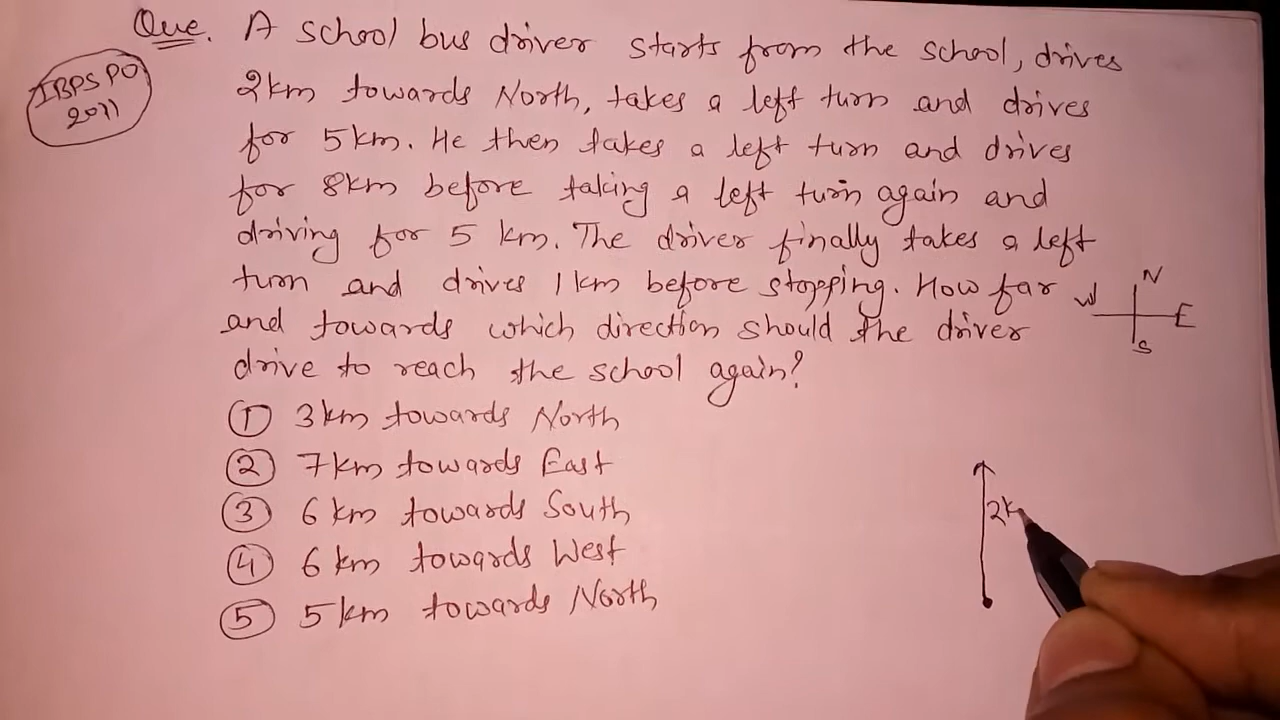 Que. A school bus driver starts from the school, drives
2km towards North, takes a left turn and drives
for 5km. He then takes a left turn and drives
for 8km before taking a left turn again and
driving for 5 km. The driver finally takes a left
turn and drives 1km before stopping. How far
and towards which direction should the driver
drive to reach the school again?
IBPS PO
2011
N
W E
S
① 3km towards North
② 7km towards East
③ 6km towards South
④ 6km towards West
⑤ 5km towards North
2k